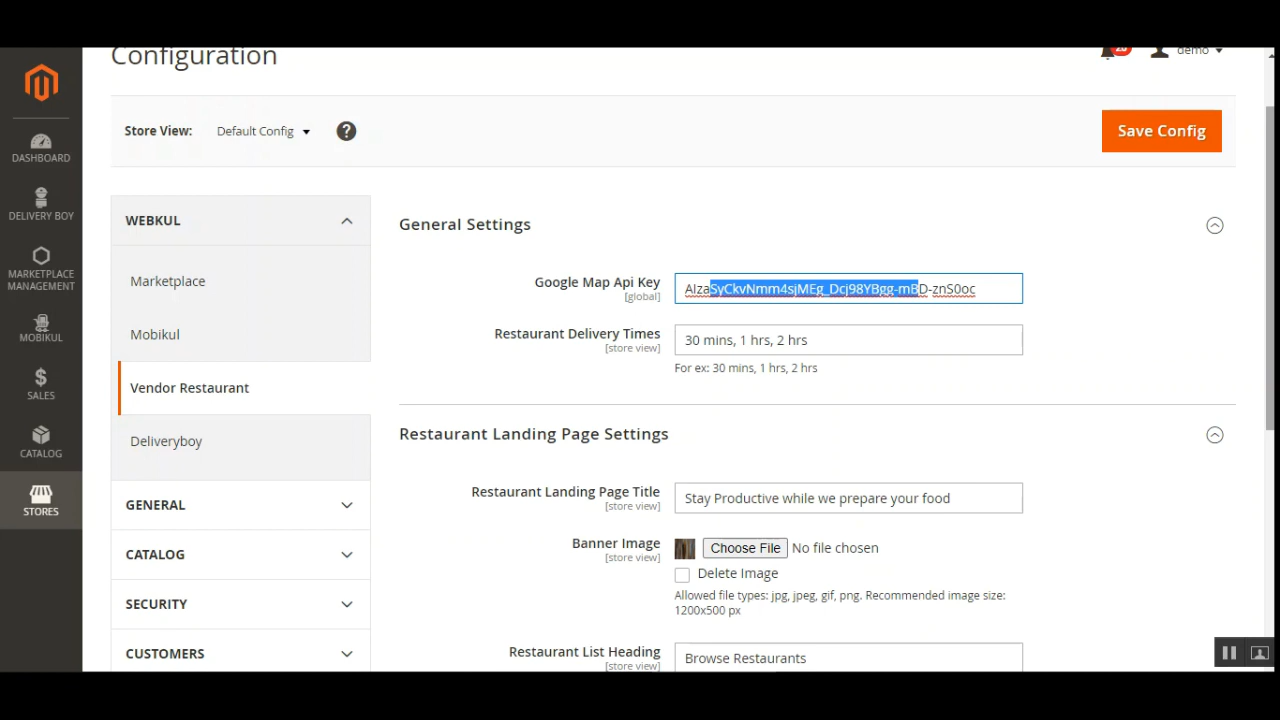 Configuration
demo
Store View: Default Config ?
Save Config
DASHBOARD
DELIVERY BOY
MARKETPLACE
MANAGEMENT
MOBIKUL
SALES
CATALOG
STORES
WEBKUL
Marketplace
Mobikul
Vendor Restaurant
Deliveryboy
GENERAL
CATALOG
SECURITY
CUSTOMERS
General Settings
Google Map Api Key
[global]
AIzaSyCkvNmm4sjMEg_Dcj98YBgg-mBD-znS0oc
Restaurant Delivery Times
[store view]
30 mins, 1 hrs, 2 hrs
For ex: 30 mins, 1 hrs, 2 hrs
Restaurant Landing Page Settings
Restaurant Landing Page Title
[store view]
Stay Productive while we prepare your food
Banner Image
[store view]
Choose File No file chosen
Delete Image
Allowed file types: jpg, jpeg, gif, png. Recommended image size:
1200x500 px
Restaurant List Heading
[store view]
Browse Restaurants